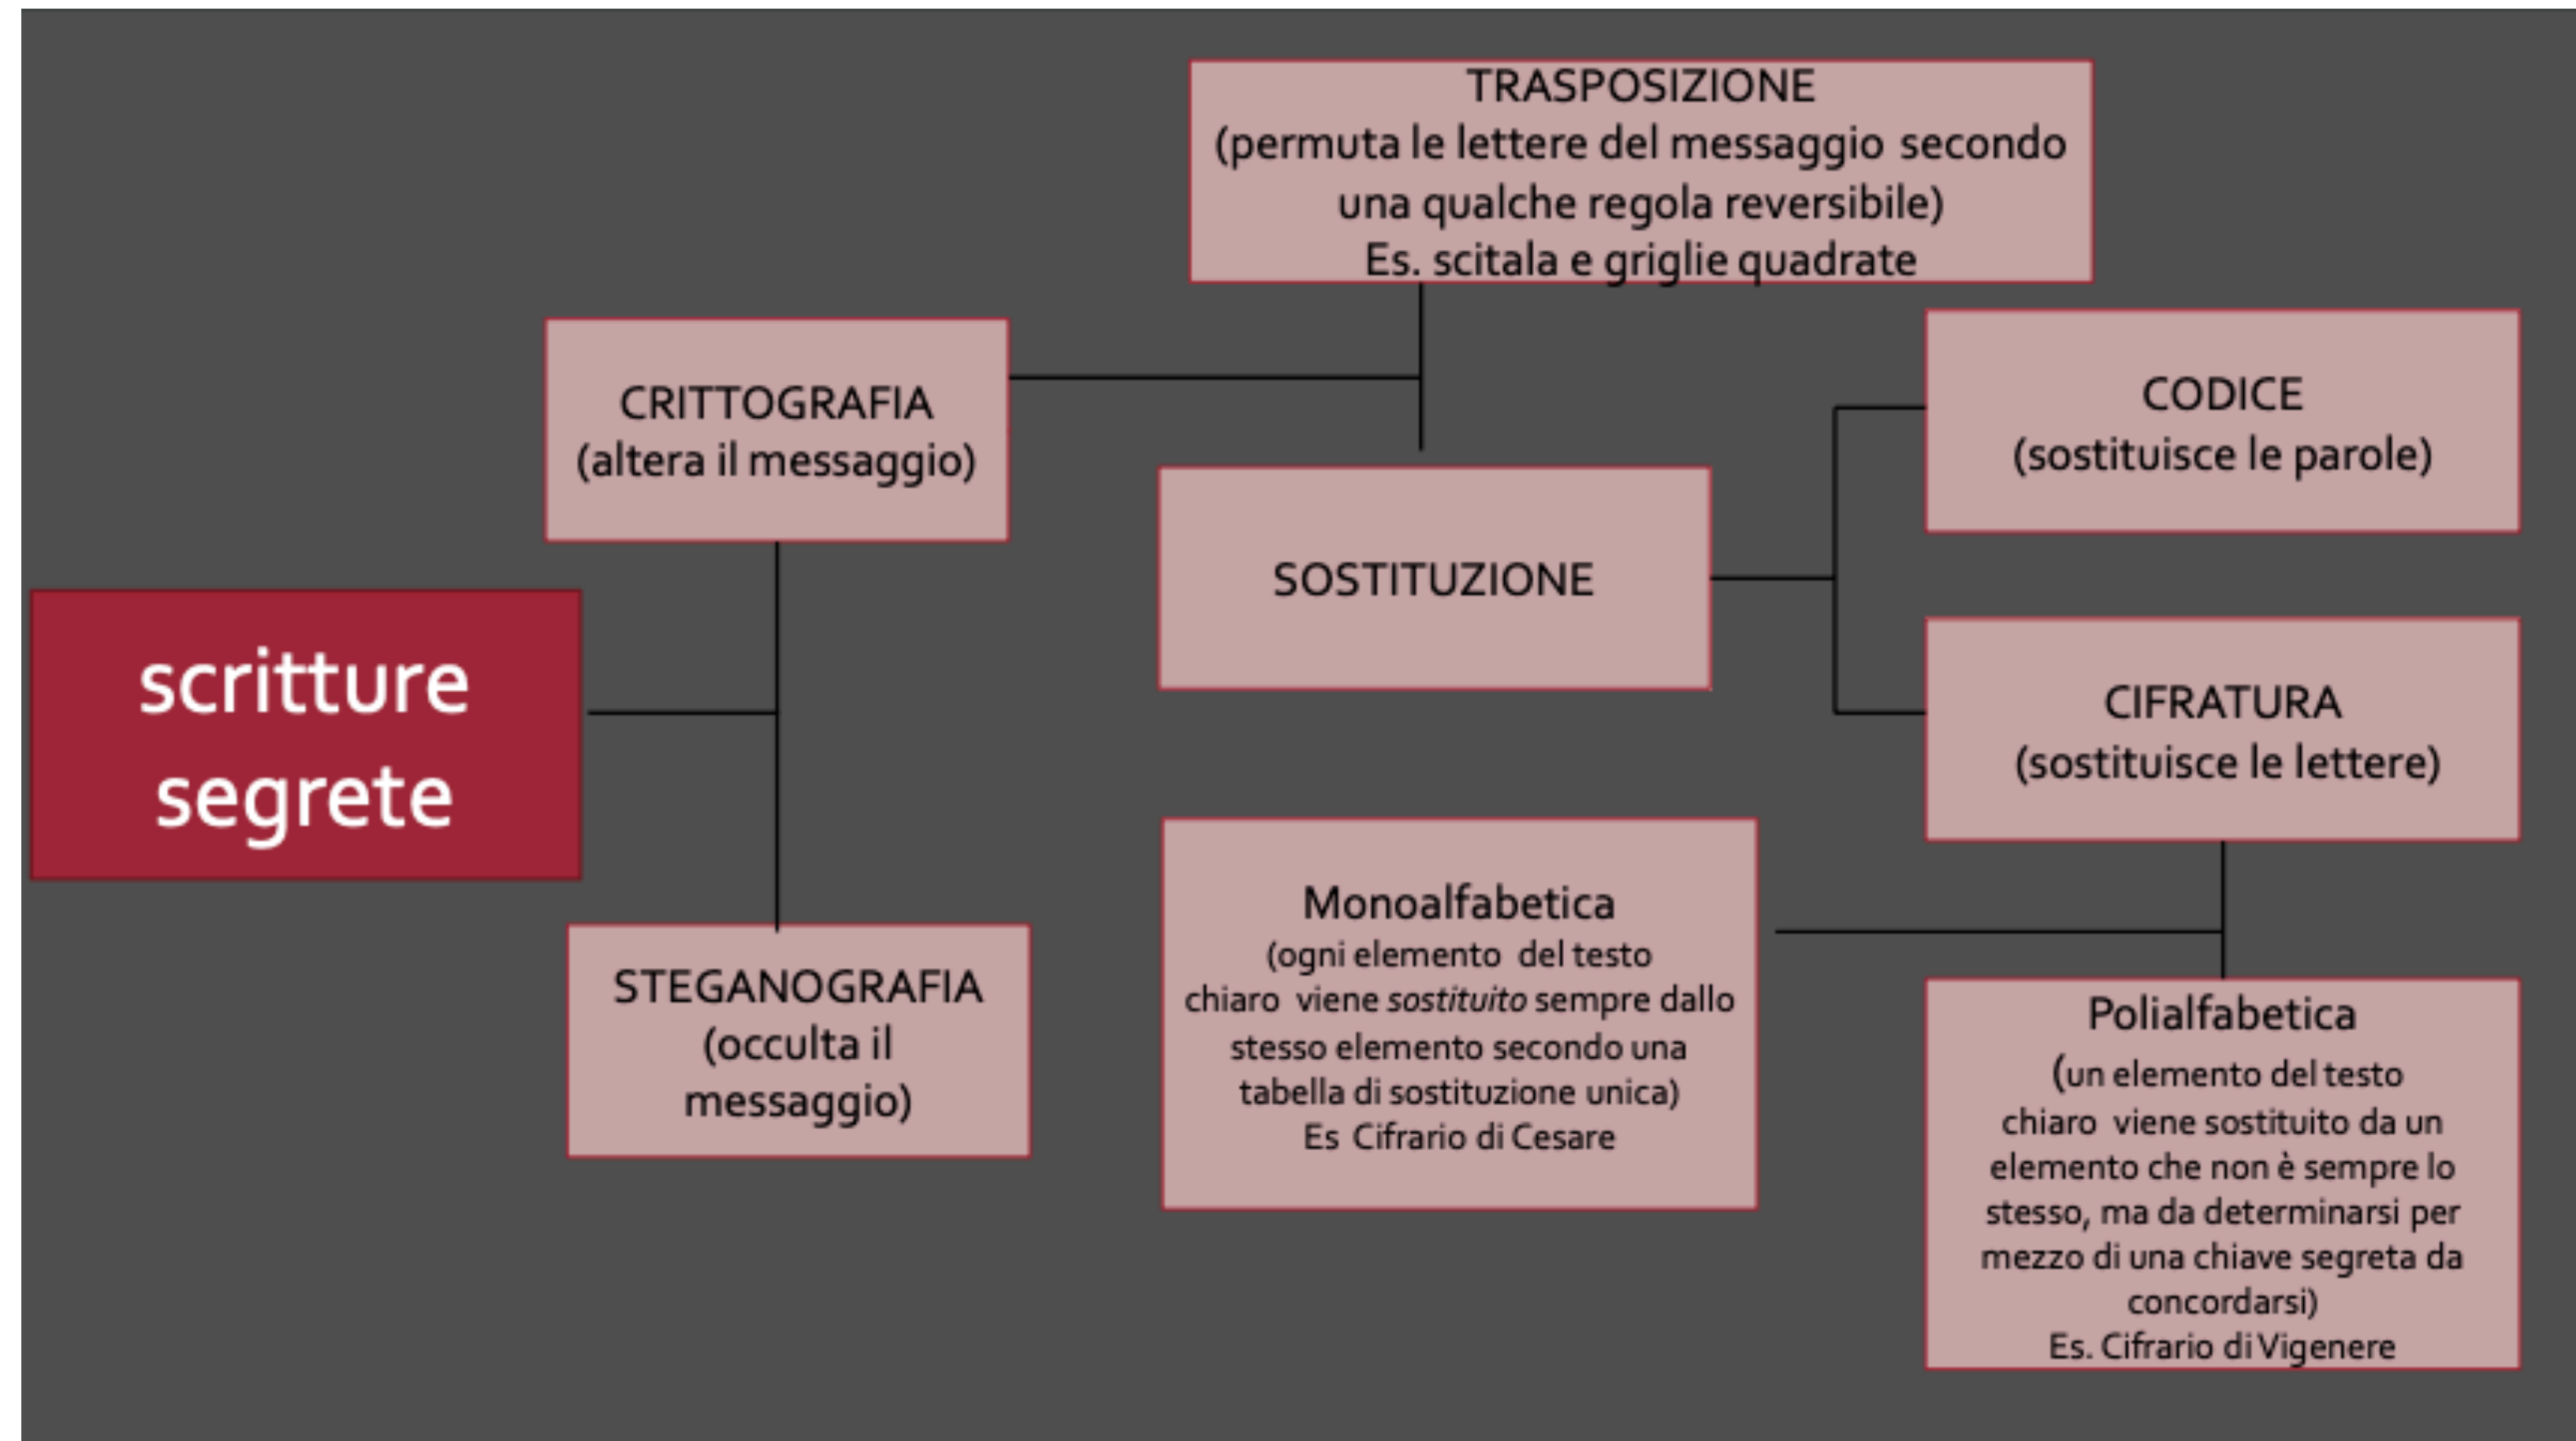 TRASPOSIZIONE
(permuta le lettere del messaggio secondo
una qualche regola reversibile)
Es. scitala e griglie quadrate
CRITTOGRAFIA
(altera il messaggio)
CODICE
(sostituisce le parole)
SOSTITUZIONE
scritture
segrete
CIFRATURA
(sostituisce le lettere)
STEGANOGRAFIA
(occulta il
messaggio)
Monoalfabetica
(ogni elemento del testo
chiaro viene sostituito sempre dallo
stesso elemento secondo una
tabella di sostituzione unica)
Es Cifrario di Cesare
Polialfabetica
(un elemento del testo
chiaro viene sostituito da un
elemento che non è sempre lo
stesso, ma da determinarsi per
mezzo di una chiave segreta da
concordarsi)
Es. Cifrario di Vigenere